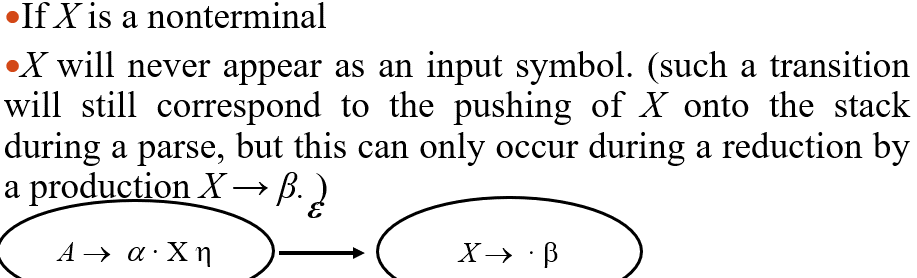 •If X is a nonterminal
•X will never appear as an input symbol. (such a transition
will still correspond to the pushing of X onto the stack
during a parse, but this can only occur during a reduction by
a production X → β. )
ε
A → α · X η
X → · β